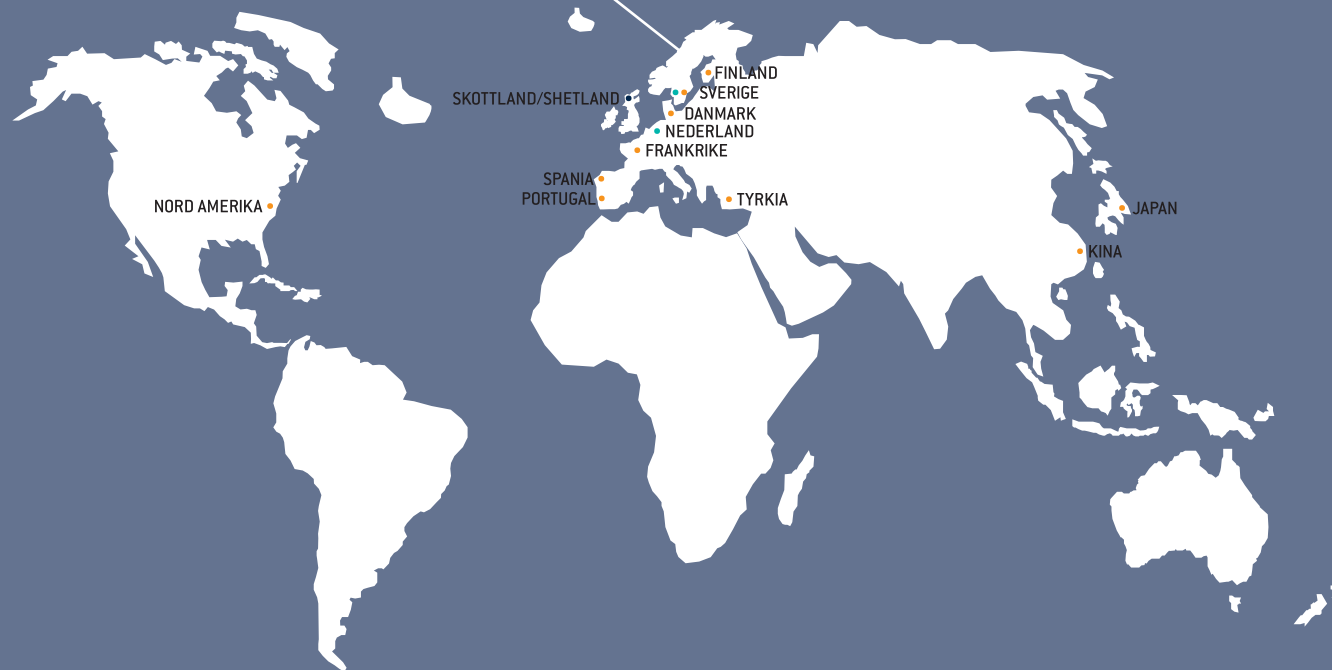 FINLAND
SVERIGE
SKOTTLAND/SHETLAND
DANMARK
NEDERLAND
FRANKRIKE
SPANIA
PORTUGAL
TYRKIA
NORD AMERIKA
JAPAN
KINA